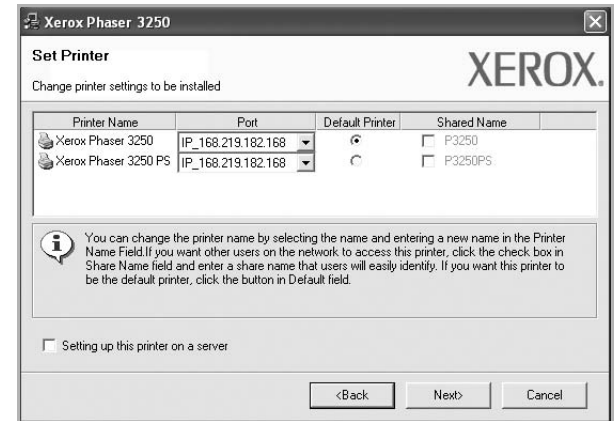 Xerox Phaser 3250
Set Printer
Change printer settings to be installed
XEROX.
Printer Name Port Default Printer Shared Name
Xerox Phaser 3250 IP_168.219.182.168 P3250
Xerox Phaser 3250 PS IP_168.219.182.168 P3250PS
You can change the printer name by selecting the name and entering a new name in the Printer
Name Field.If you want other users on the network to access this printer, click the check box in
Share Name field and enter a share name that users will easily identify. If you want this printer to
be the default printer, click the button in Default field.
Setting up this printer on a server
<Back Next> Cancel